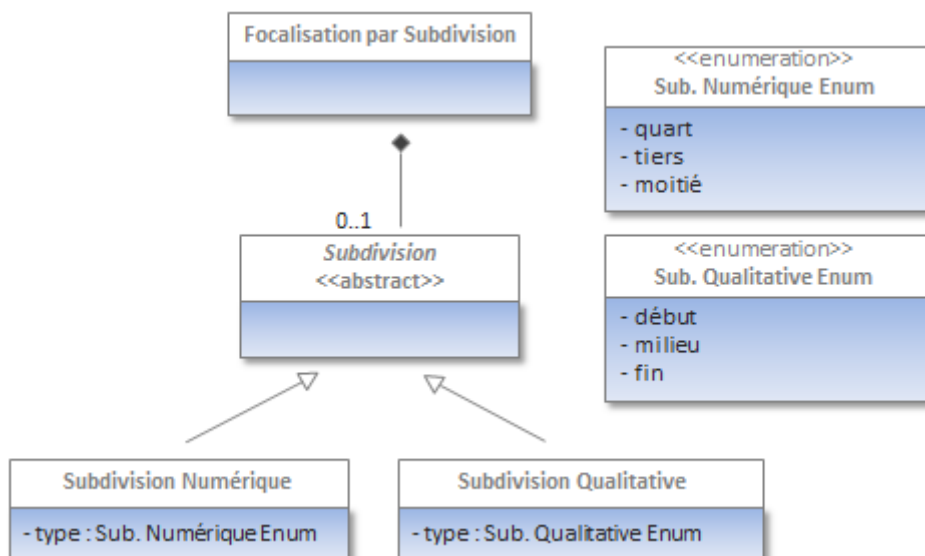 Focalisation par Subdivision
0..1
Subdivision
<<abstract>>
Subdivision Numérique
- type : Sub. Numérique Enum
Subdivision Qualitative
- type : Sub. Qualitative Enum
<<enumeration>>
Sub. Numérique Enum
- quart
- tiers
- moitié
<<enumeration>>
Sub. Qualitative Enum
- début
- milieu
- fin